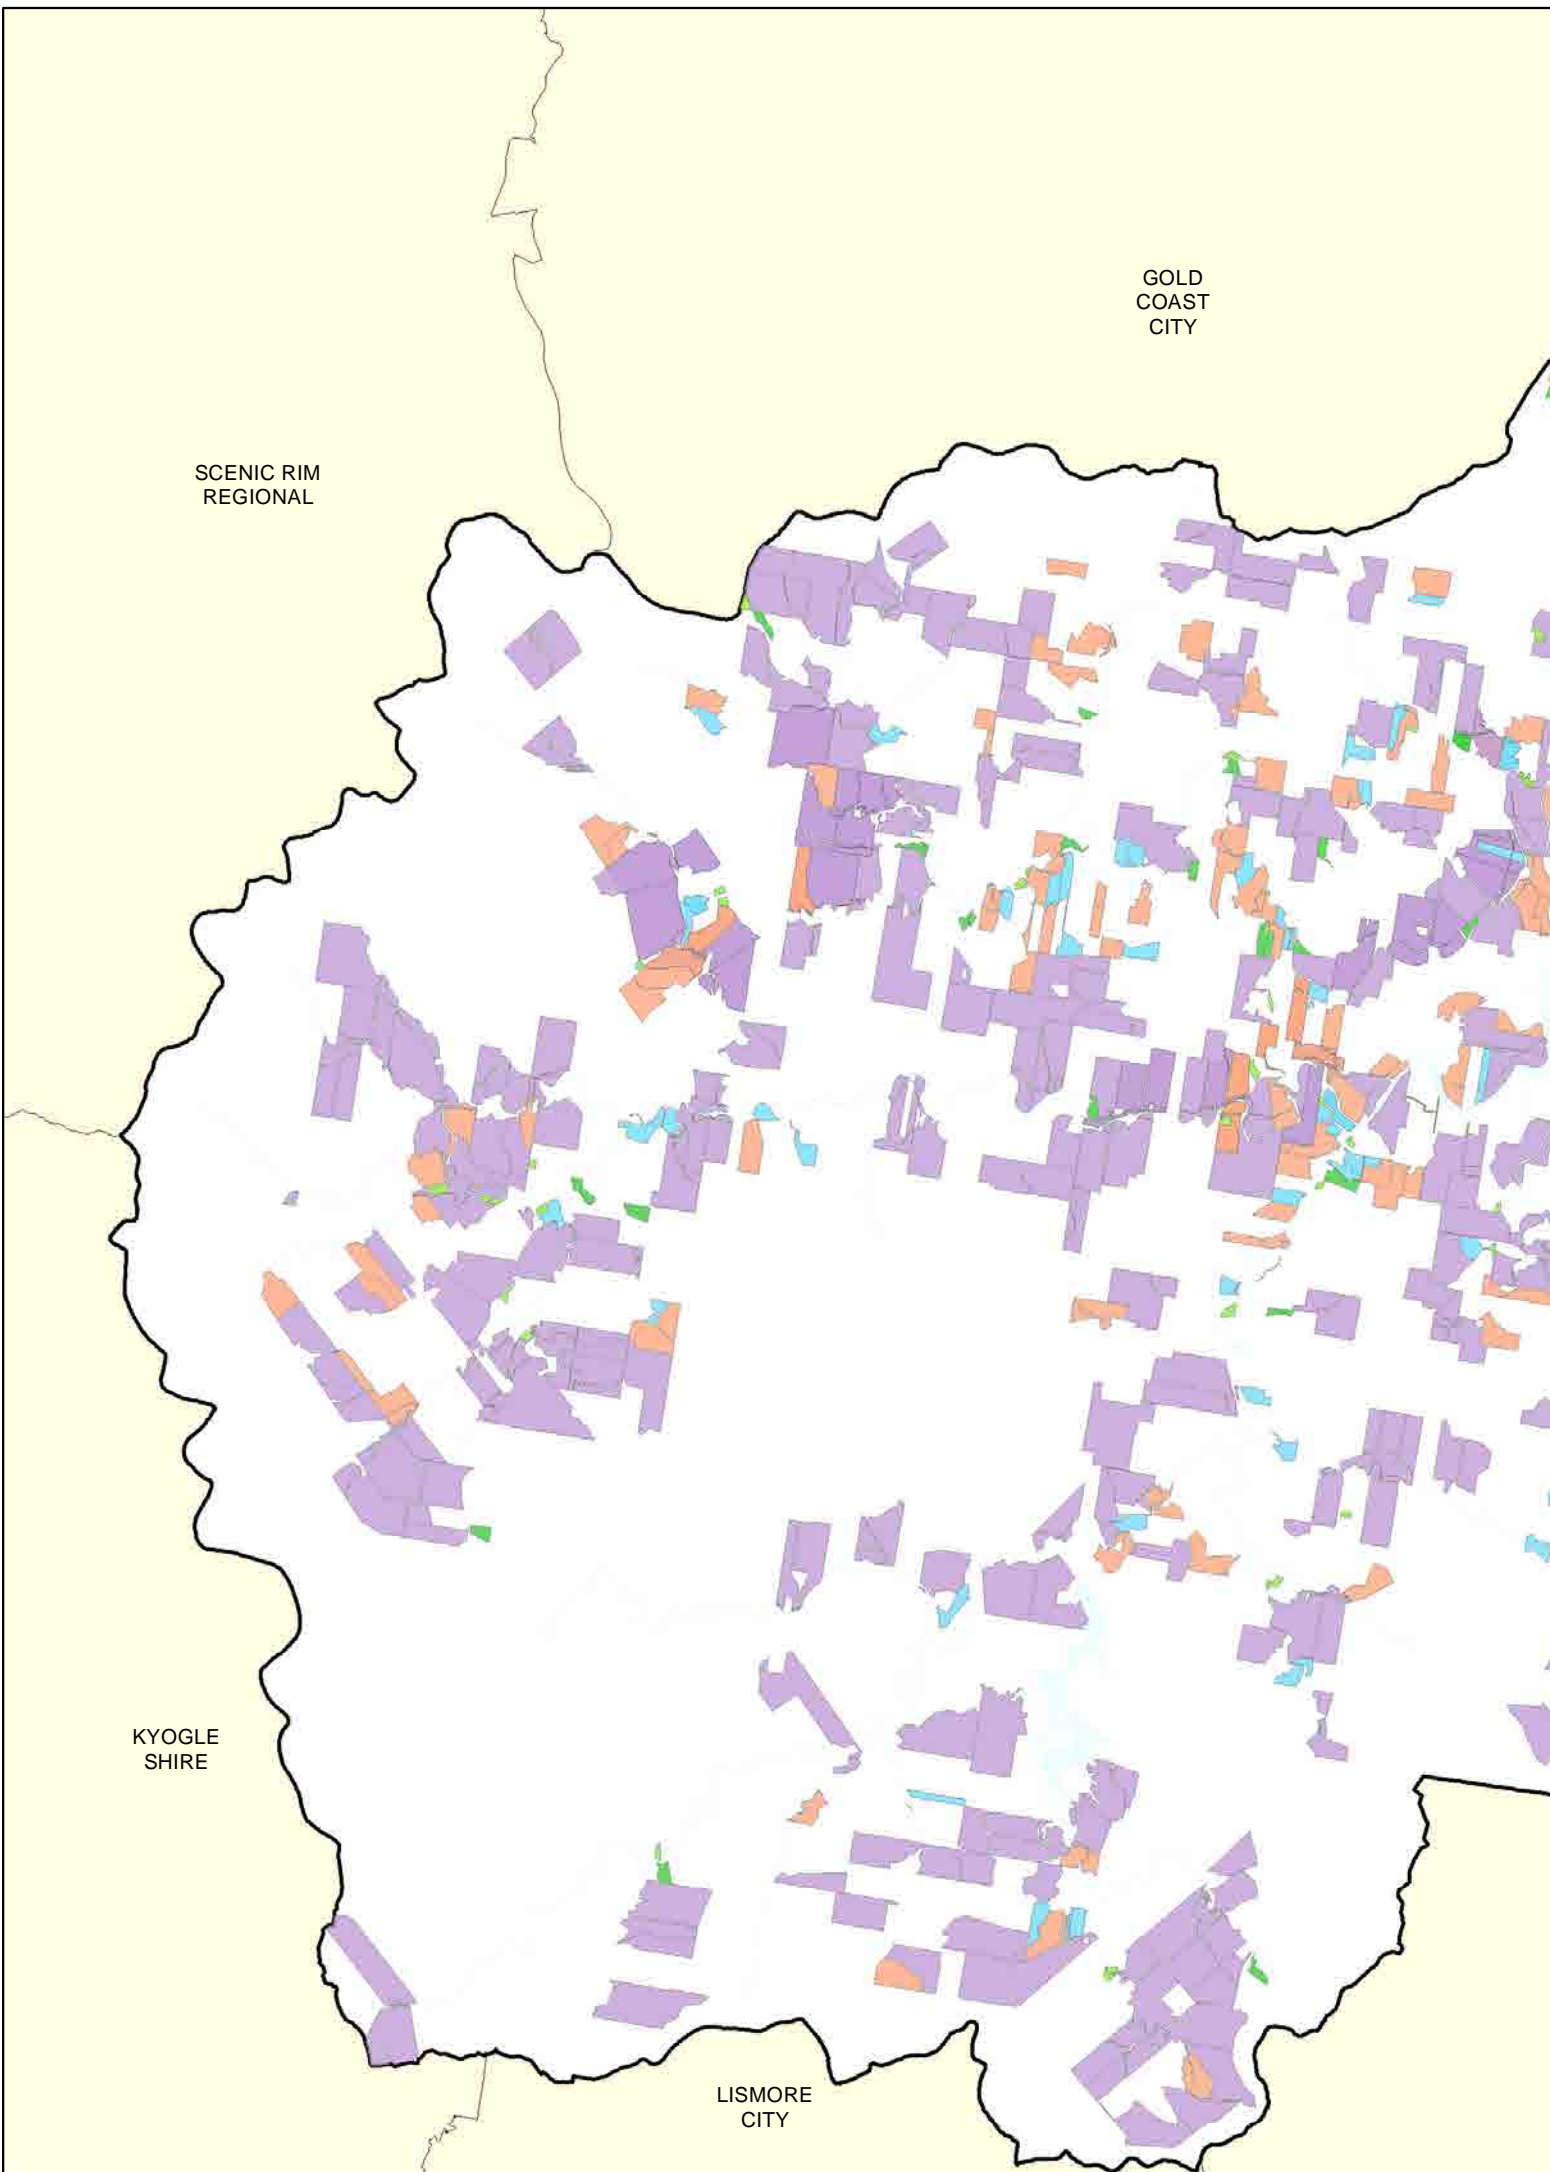 GOLD
COAST
CITY
SCENIC RIM
REGIONAL
KYOGLE
SHIRE
LISMORE
CITY